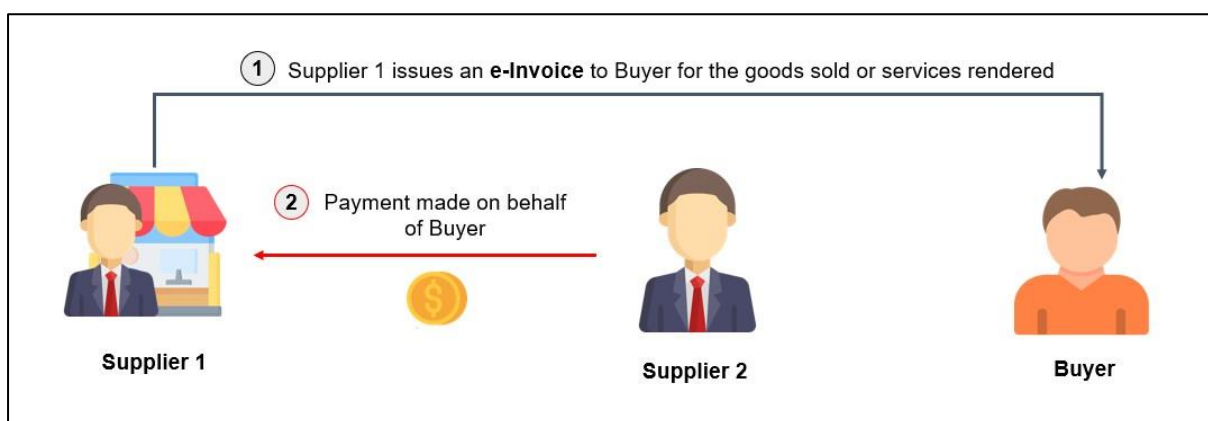 1 Supplier 1 issues an e-Invoice to Buyer for the goods sold or services rendered
2 Payment made on behalf
of Buyer
$
Supplier 1
Supplier 2
Buyer